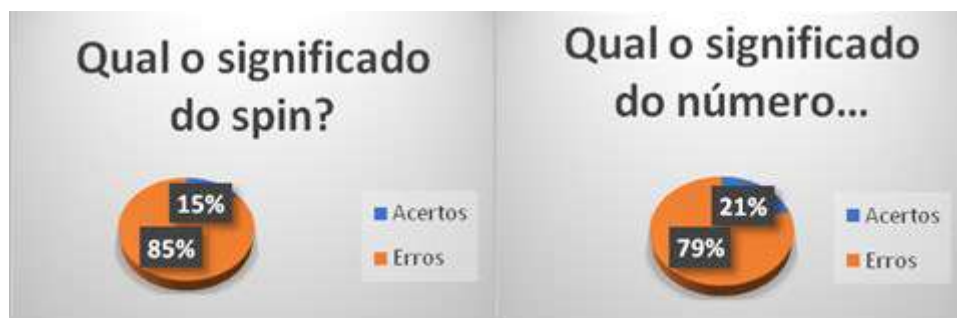 Qual o significado
do spin?
15%
85%
Acertos
Erros
Qual o significado
do número...
21%
79%
Acertos
Erros